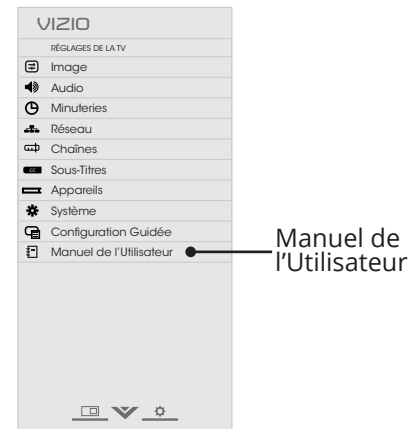 VIZIO
RÉGLAGES DE LA TV
Image
Audio
Minuteries
Réseau
Chaînes
CC
Sous-Titres
Appareils
Système
Configuration Guidée
Manuel de l'Utilisateur
Manuel de
l'Utilisateur